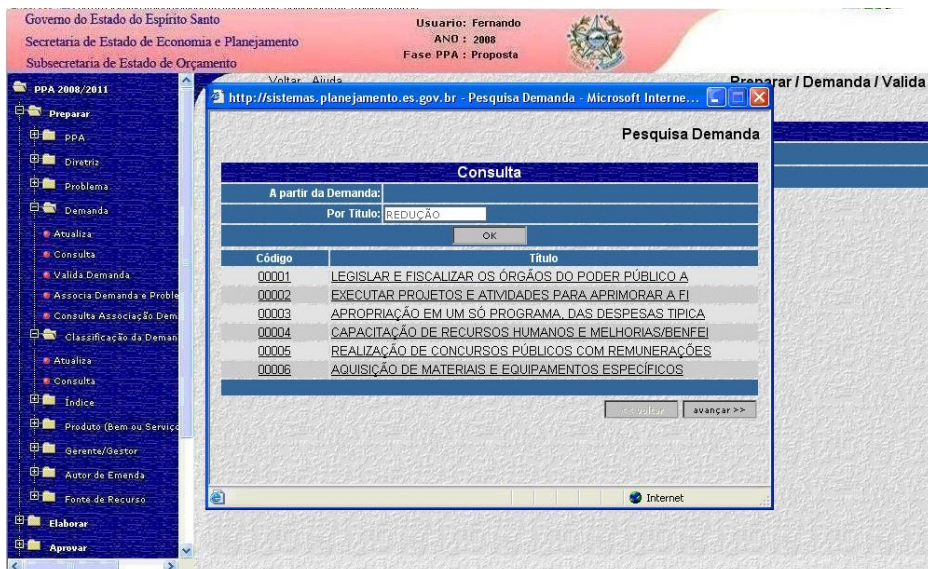 Governo do Estado do Espírito Santo
Secretaria de Estado de Economia e Planejamento
Subsecretaria de Estado de Orçamento
Usuario: Fernando
ANO : 2008
Fase PPA : Proposta
Voltar Ajuda
Preparar / Demanda / Valida
PPA 2008/2011
Preparar
PPA
Diretriz
Problema
Demanda
Atualiza
Consulta
Valida Demanda
Associa Demanda e Proble
Consulta Associação Dem
Classificação da Deman
Atualiza
Consulta
Índice
Produto (Bem ou Serviço
Gerente/Gestor
Autor de Emenda
Fonte de Recurso
Elaborar
Aprovar
http://sistemas.planejamento.es.gov.br - Pesquisa Demanda - Microsoft Interne...
Pesquisa Demanda
Consulta
A partir da Demanda:
Por Titulo: REDUÇÃO
OK
Código Título
00001 LEGISLAR E FISCALIZAR OS ÓRGÃOS DO PODER PÚBLICO A
00002 EXECUTAR PROJETOS E ATIVIDADES PARA APRIMORAR A FI
00003 APROPRIAÇÃO EM UM SÓ PROGRAMA, DAS DESPESAS TIPICA
00004 CAPACITAÇÃO DE RECURSOS HUMANOS E MELHORIAS/BENFEI
00005 REALIZAÇÃO DE CONCURSOS PÚBLICOS COM REMUNERAÇÕES
00006 AQUISIÇÃO DE MATERIAIS E EQUIPAMENTOS ESPECÍFICOS
<< voltar avançar >>
Internet